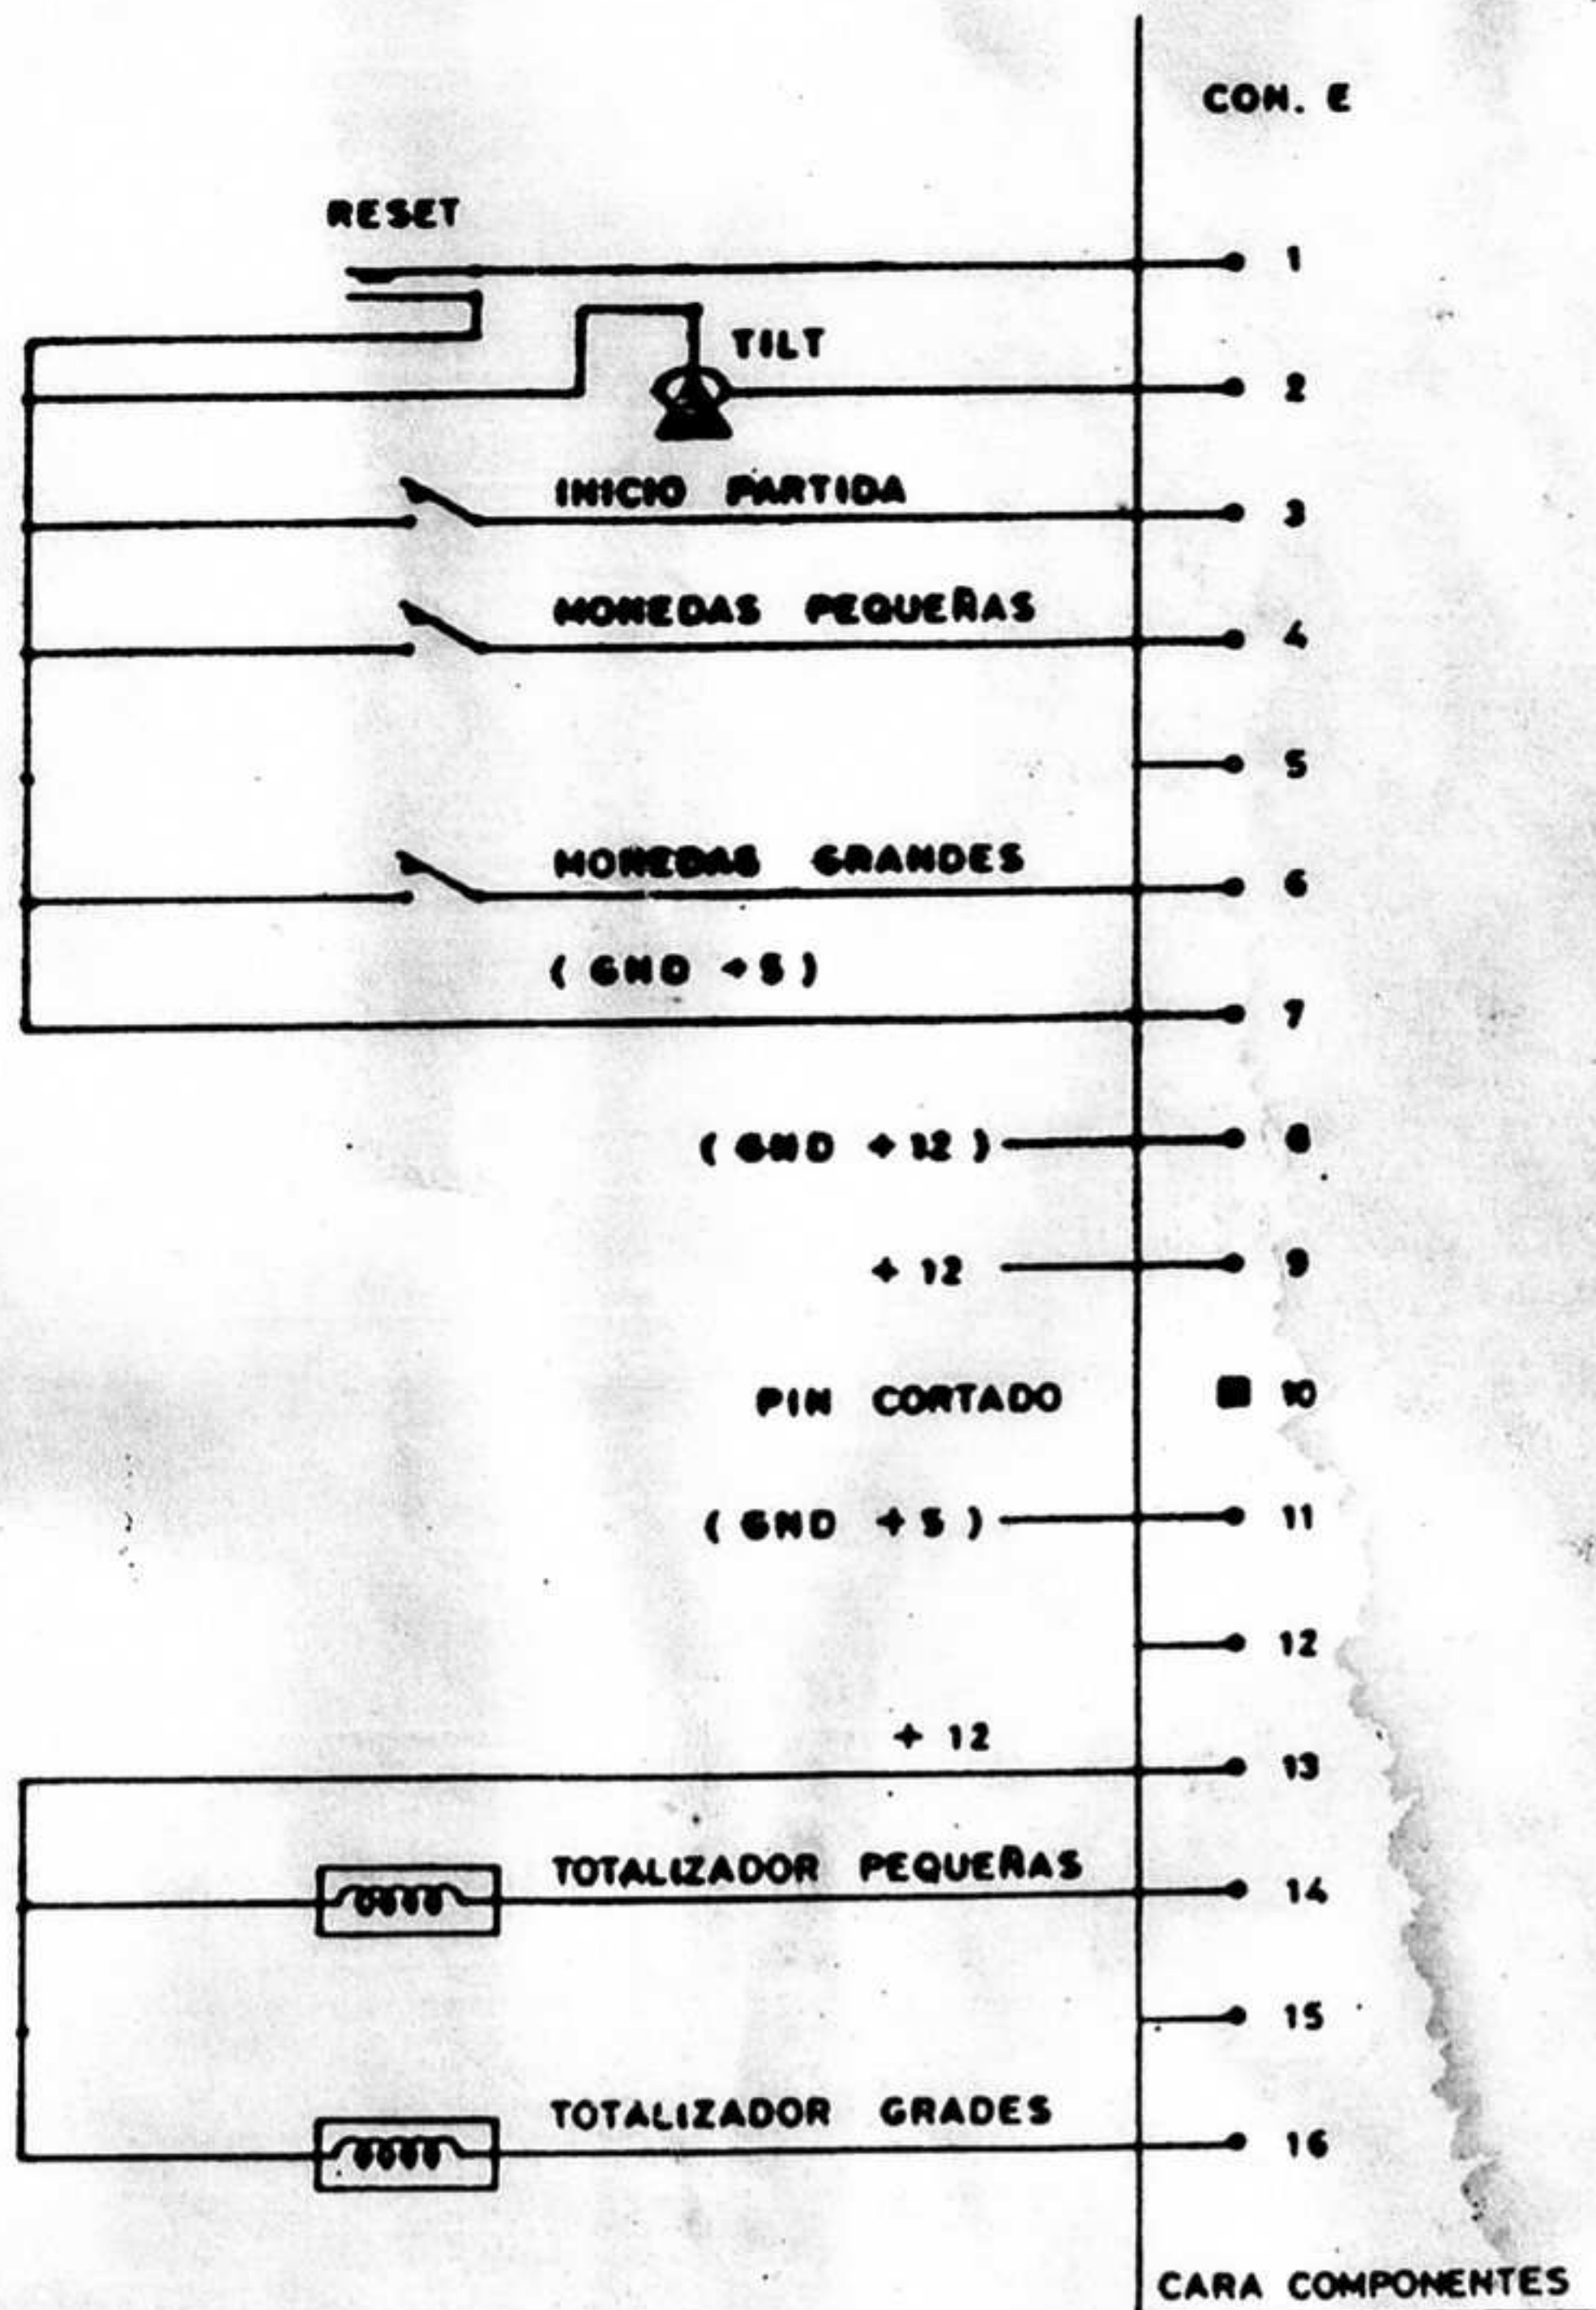 CON. E
RESET
1
TILT
2
INICIO PARTIDA
3
MONEDAS PEQUEÑAS
4
5
MONEDAS GRANDES
6
( GND +5 )
7
( GND +12 )
8
+ 12
9
PIN CORTADO
10
( GND +5 )
11
12
+ 12
13
TOTALIZADOR PEQUEÑAS
14
15
TOTALIZADOR GRADES
16
CARA COMPONENTES